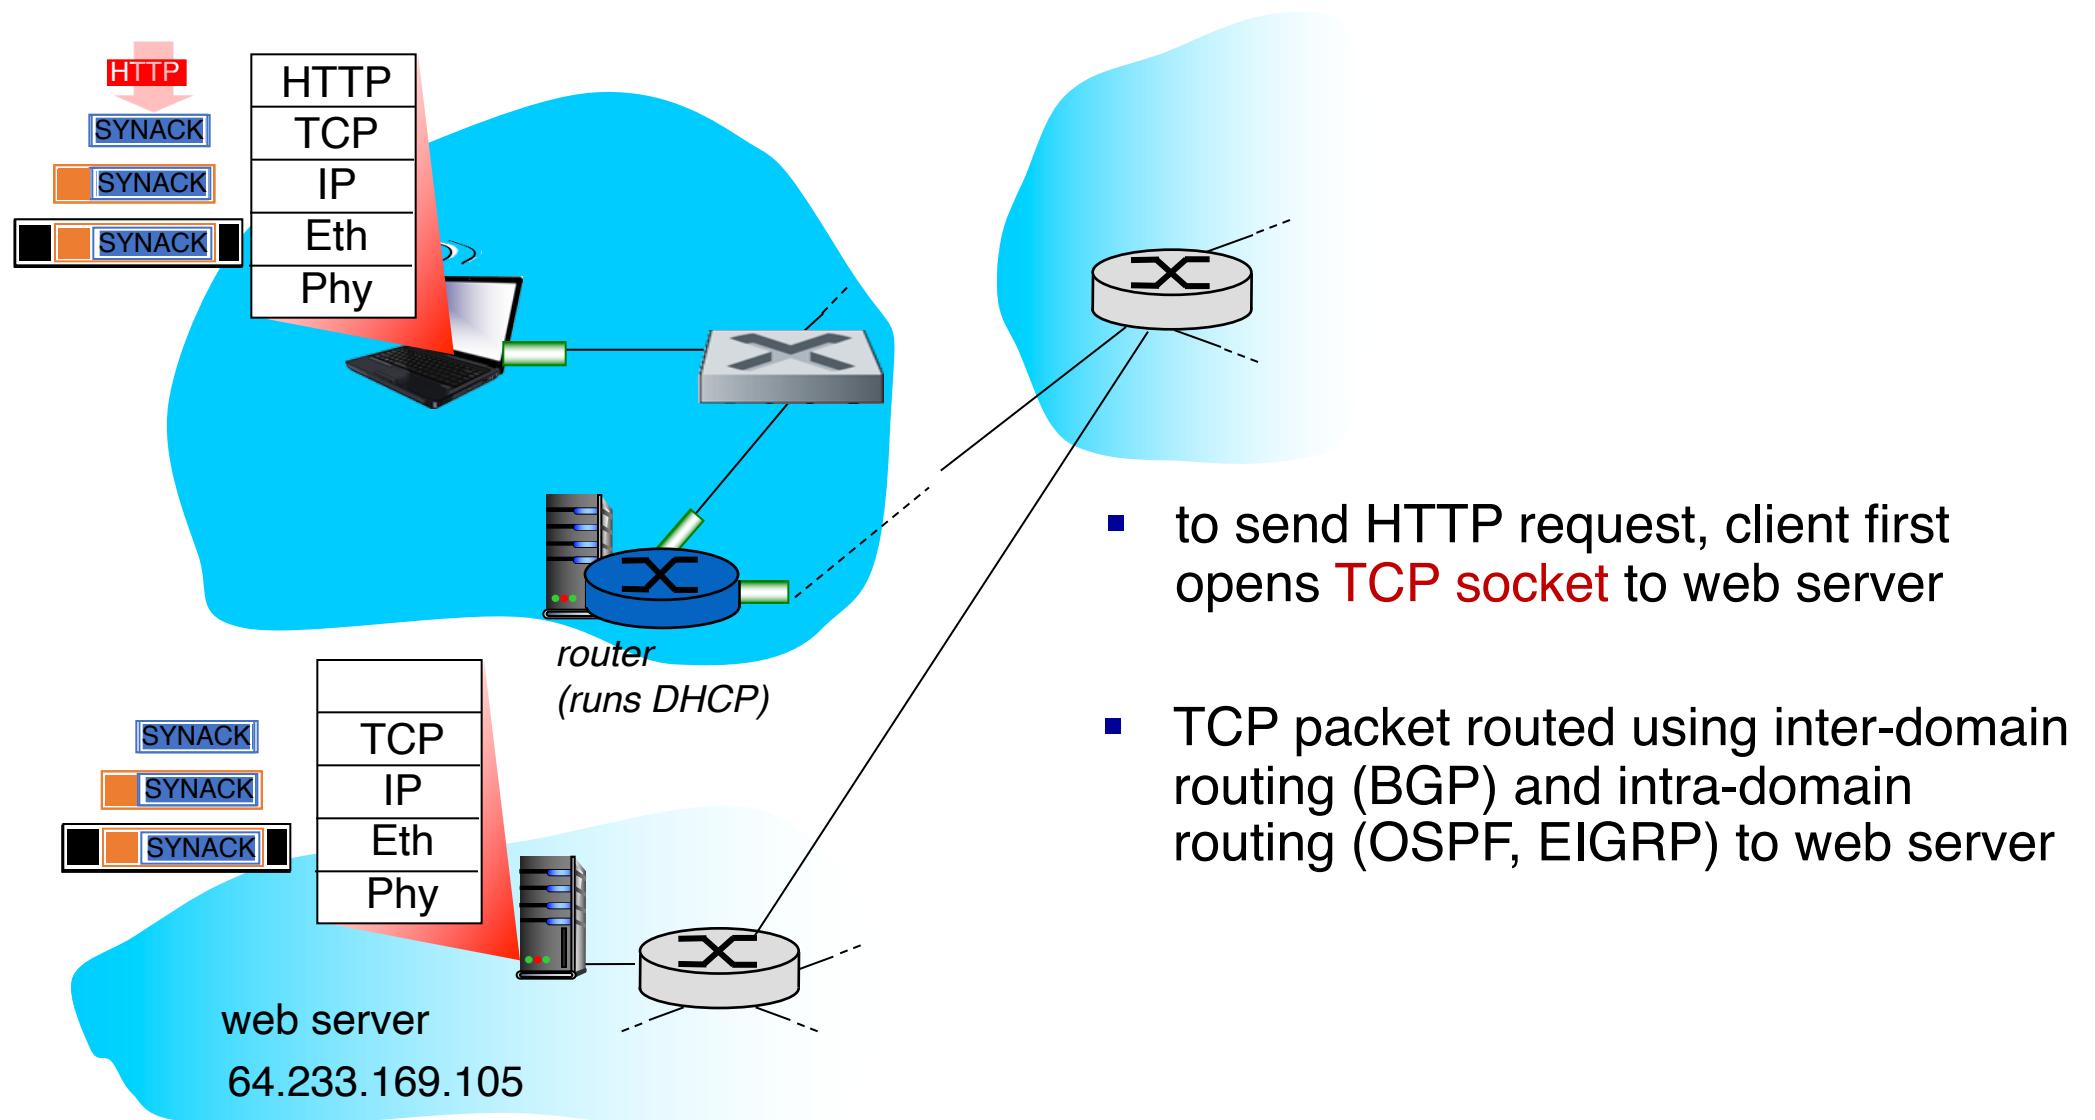 HTTP
SYNACK
SYNACK
SYNACK
HTTP
TCP
IP
Eth
Phy
router
(runs DHCP)
SYNACK
SYNACK
SYNACK
TCP
IP
Eth
Phy
web server
64.233.169.105
to send HTTP request, client first
opens TCP socket to web server
TCP packet routed using inter-domain
routing (BGP) and intra-domain
routing (OSPF, EIGRP) to web server